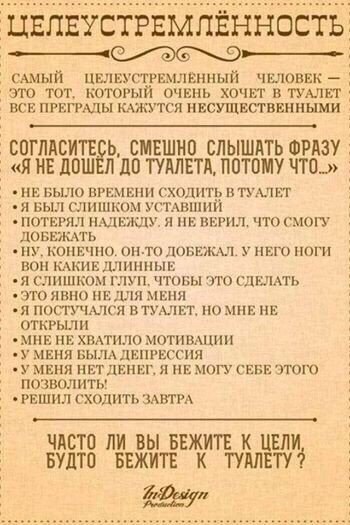 ЦЕЛЕУСТРЕМЛЁННОСТЬ
САМЫЙ ЦЕЛЕУСТРЕМЛЁННЫЙ ЧЕЛОВЕК —
ЭТО ТОТ, КОТОРЫЙ ОЧЕНЬ ХОЧЕТ В ТУАЛЕТ
ВСЕ ПРЕГРАДЫ КАЖУТСЯ НЕСУЩЕСТВЕННЫМИ
СОГЛАСИТЕСЬ, СМЕШНО СЛЫШАТЬ ФРАЗУ
«Я НЕ ДОШЁЛ ДО ТУАЛЕТА, ПОТОМУ ЧТО...»
• НЕ БЫЛО ВРЕМЕНИ СХОДИТЬ В ТУАЛЕТ
• Я БЫЛ СЛИШКОМ УСТАВШИЙ
• ПОТЕРЯЛ НАДЕЖДУ. Я НЕ ВЕРИЛ, ЧТО СМОГУ
ДОБЕЖАТЬ
• НУ, КОНЕЧНО, ОН-ТО ДОБЕЖАЛ. У НЕГО НОГИ
ВОН КАКИЕ ДЛИННЫЕ
• Я СЛИШКОМ ГЛУП, ЧТОБЫ ЭТО СДЕЛАТЬ
• ЭТО ЯВНО НЕ ДЛЯ МЕНЯ
• Я ПОСТУЧАЛСЯ В ТУАЛЕТ, НО МНЕ НЕ
ОТКРЫЛИ
• МНЕ НЕ ХВАТИЛО МОТИВАЦИИ
• У МЕНЯ БЫЛА ДЕПРЕССИЯ
• У МЕНЯ НЕТ ДЕНЕГ, Я НЕ МОГУ СЕБЕ ЭТОГО
ПОЗВОЛИТЬ!
• РЕШИЛ СХОДИТЬ ЗАВТРА
ЧАСТО ЛИ ВЫ БЕЖИТЕ К ЦЕЛИ,
БУДТО БЕЖИТЕ К ТУАЛЕТУ?
InDesign
Production